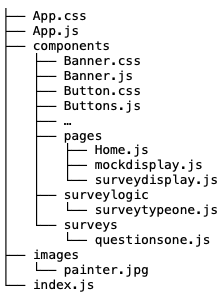 ├── App.css
├── App.js
├── components
│   ├── Banner.css
│   ├── Banner.js
│   ├── Button.css
│   ├── Buttons.js
│   ├── …
│   ├── pages
│   │   ├── Home.js
│   │   ├── mockdisplay.js
│   │   └── surveydisplay.js
│   ├── surveylogic
│   │   └── surveytypeone.js
│   └── surveys
│       └── questionsone.js
├── images
│   └── painter.jpg
└── index.js